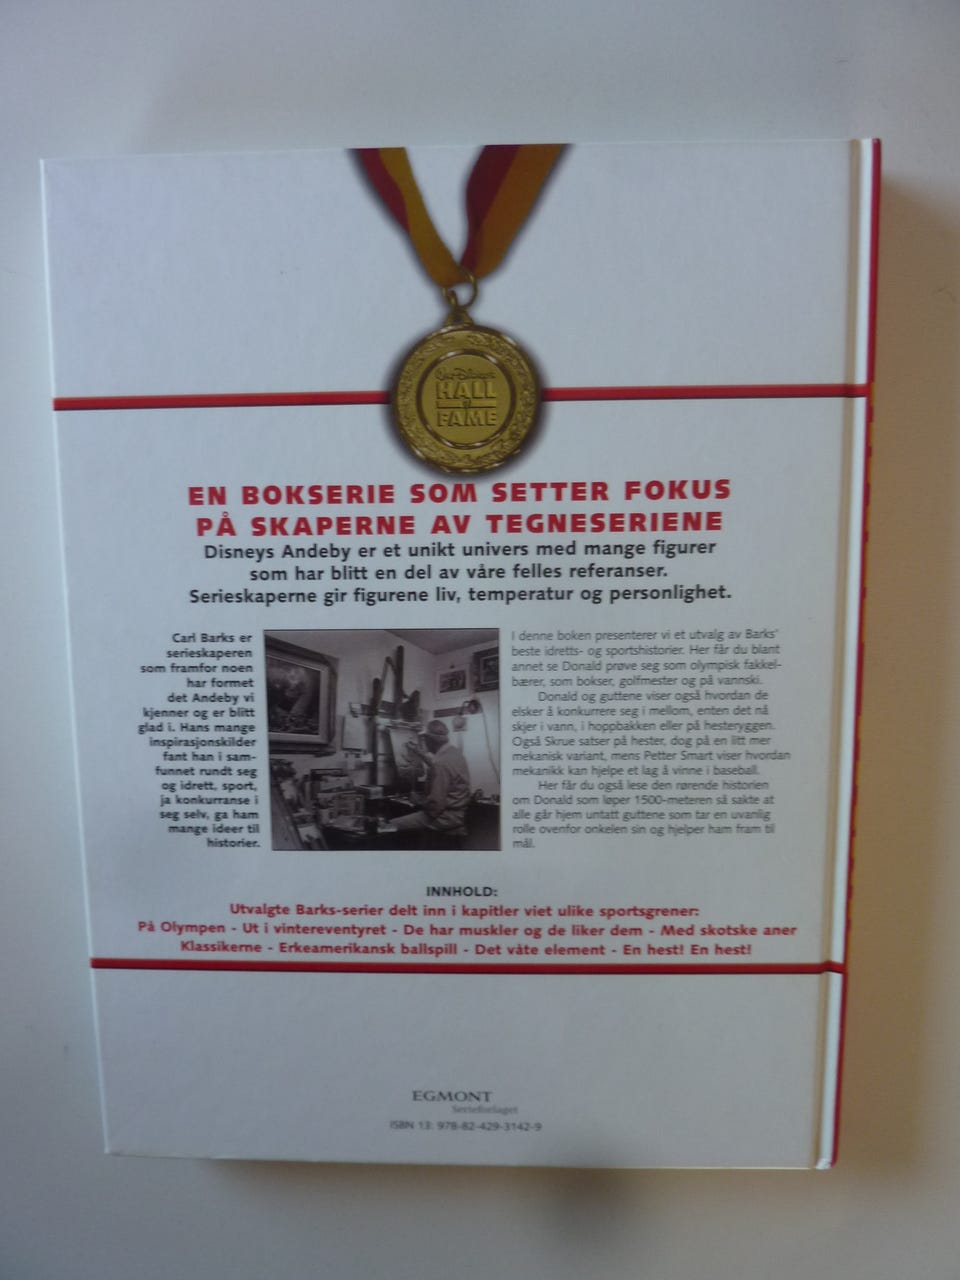 Walt Disney's
HALL
of
FAME
EN BOKSERIE SOM SETTER FOKUS
PÅ SKAPERNE AV TEGNESERIENE
Disneys Andeby er et unikt univers med mange figurer
som har blitt en del av våre felles referanser.
Serieskaperne gir figurene liv, temperatur og personlighet.
Carl Barks er
serieskaperen
som framfor noen
har formet
det Andeby vi
kjenner og er blitt
glad i. Hans mange
inspirasjonskilder
fant han i sam-
funnet rundt seg
og idrett, sport,
ja konkurranse i
seg selv, ga ham
mange ideer til
historier.
I denne boken presenterer vi et utvalg av Barks'
beste idretts- og sportshistorier. Her får du blant
annet se Donald prøve seg som olympisk fakkel-
bærer, som bokser, golfmester og på vannski.
Donald og guttene viser også hvordan de
elsker å konkurrere seg i mellom, enten det nå
skjer i vann, i hoppbakken eller på hesteryggen.
Også Skrue satser på hester, dog på en litt mer
mekanisk variant, mens Petter Smart viser hvordan
mekanikk kan hjelpe et lag å vinne i baseball.
Her får du også lese den rørende historien
om Donald som løper 1500-meteren så sakte at
alle går hjem untatt guttene som tar en uvanlig
rolle ovenfor onkelen sin og hjelper ham fram til
mål.
INNHOLD:
Utvalgte Barks-serier delt inn i kapitler viet ulike sportsgrener:
På Olympen - Ut i vintereventyret - De har muskler og de liker dem - Med skotske aner
Klassikerne - Erkeamerikansk ballspill - Det våte element - En hest! En hest!
EGMONT
Serieforlaget
ISBN 13: 978-82-429-3142-9